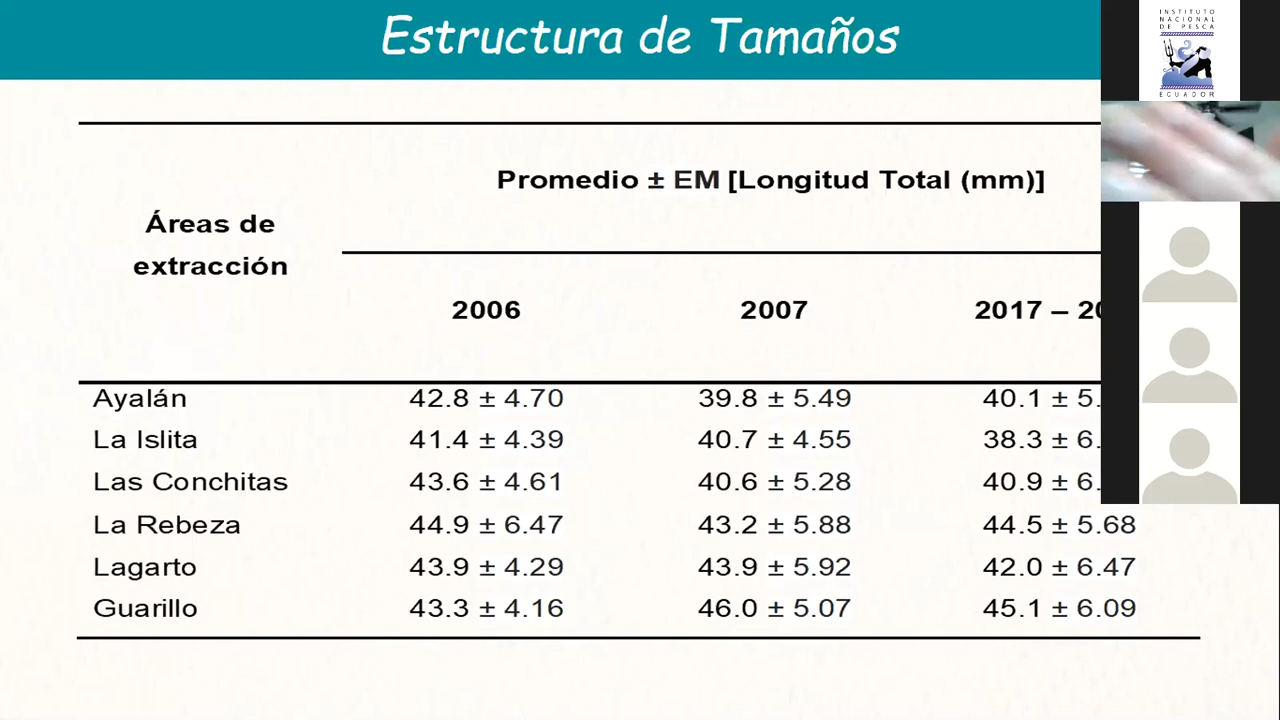 Estructura de Tamaños
INSTITUTO
NACIONAL
DE PESCA
ECUADOR
Promedio ± EM [Longitud Total (mm)]
Áreas de
extracción
2006 2007 2017 – 20
Ayalán 42.8 ± 4.70 39.8 ± 5.49 40.1 ± 5.
La Islita 41.4 ± 4.39 40.7 ± 4.55 38.3 ± 6.
Las Conchitas 43.6 ± 4.61 40.6 ± 5.28 40.9 ± 6.
La Rebeza 44.9 ± 6.47 43.2 ± 5.88 44.5 ± 5.68
Lagarto 43.9 ± 4.29 43.9 ± 5.92 42.0 ± 6.47
Guarillo 43.3 ± 4.16 46.0 ± 5.07 45.1 ± 6.09